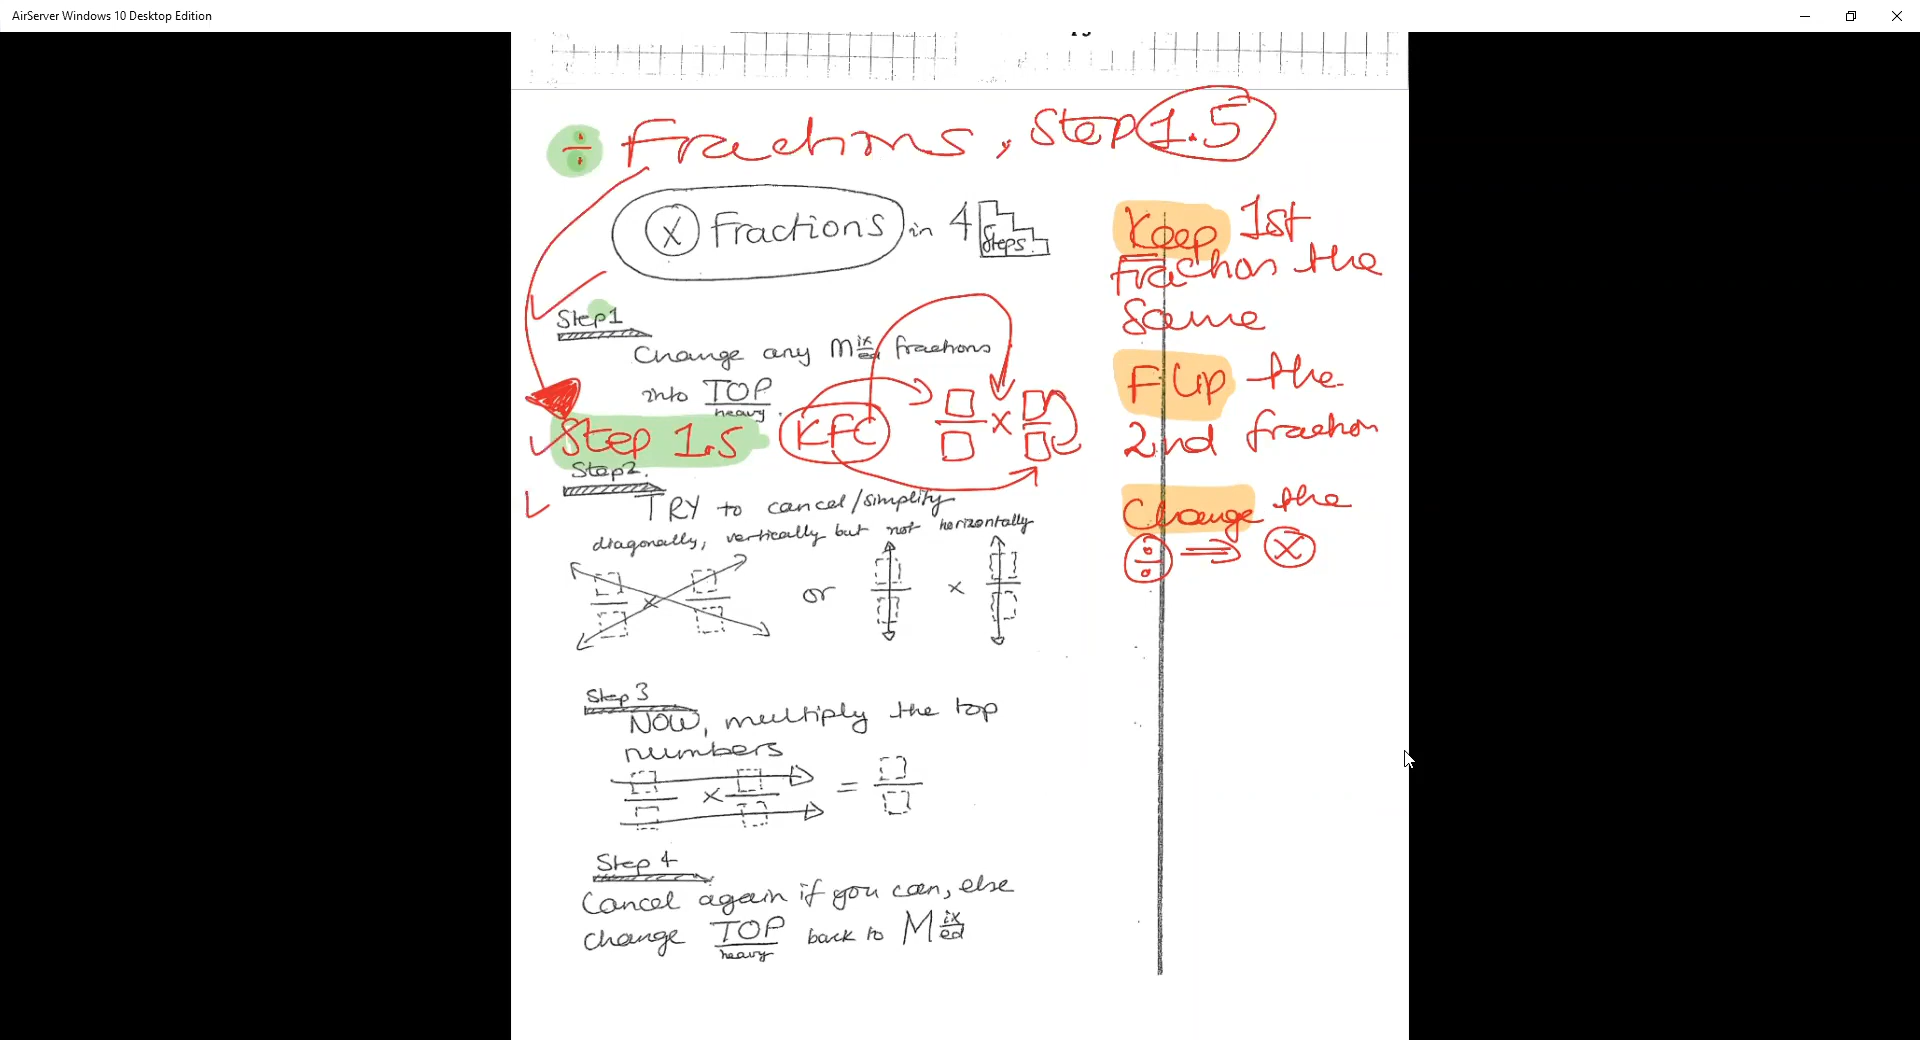 AirServer Windows 10 Desktop Edition
÷ Fractions, Step 1.5
× Fractions in 4 Steps
Step 1
Change any Mixed fractions
into TOP heavy.
Step 1.5 KFC □/□ × □/□
Step 2.
TRY to cancel/simplify
diagonally, vertically but not horizontally
□/□ × □/□ or □/□ × □/□
Step 3
NOW, multiply the top
numbers
□/□ × □/□ = □/□
Step 4
Cancel again if you can, else
change TOP heavy back to Mixed
Keep 1st
fraction the
same
Flip the
2nd fraction
Change the
÷ ⇒ ×